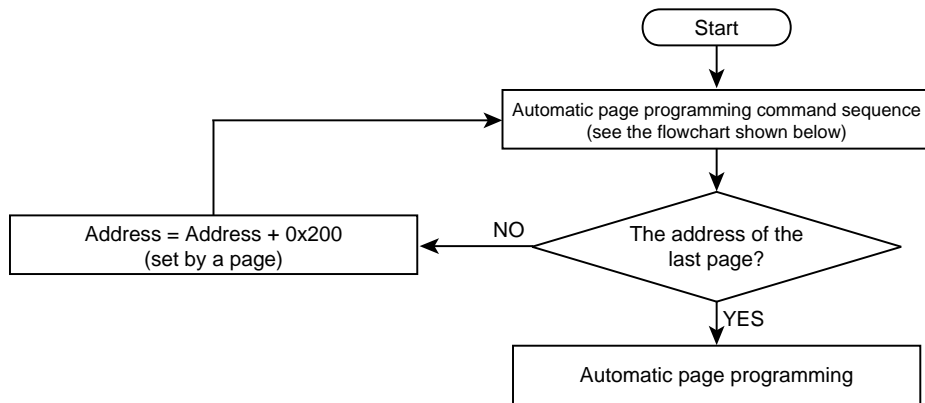 Start
Automatic page programming command sequence
(see the flowchart shown below)
Address = Address + 0x200
(set by a page)
NO
The address of the
last page?
YES
Automatic page programming